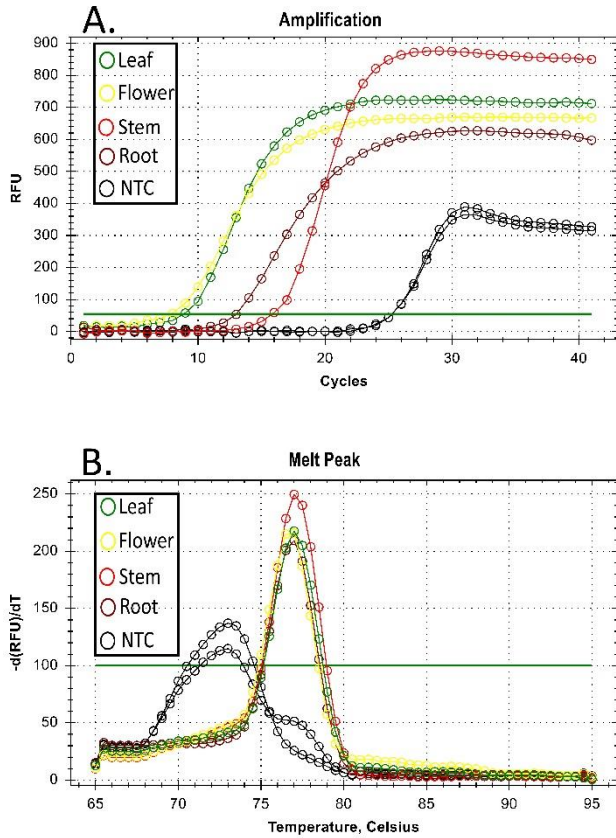 A.
Amplification
900
800
700
600
500
400
300
200
100
0
RFU
Leaf
Flower
Stem
Root
NTC
0 10 20 30 40
Cycles
B.
Melt Peak
250
200
150
100
50
0
-d(RFU)/dT
Leaf
Flower
Stem
Root
NTC
65 70 75 80 85 90 95
Temperature, Celsius